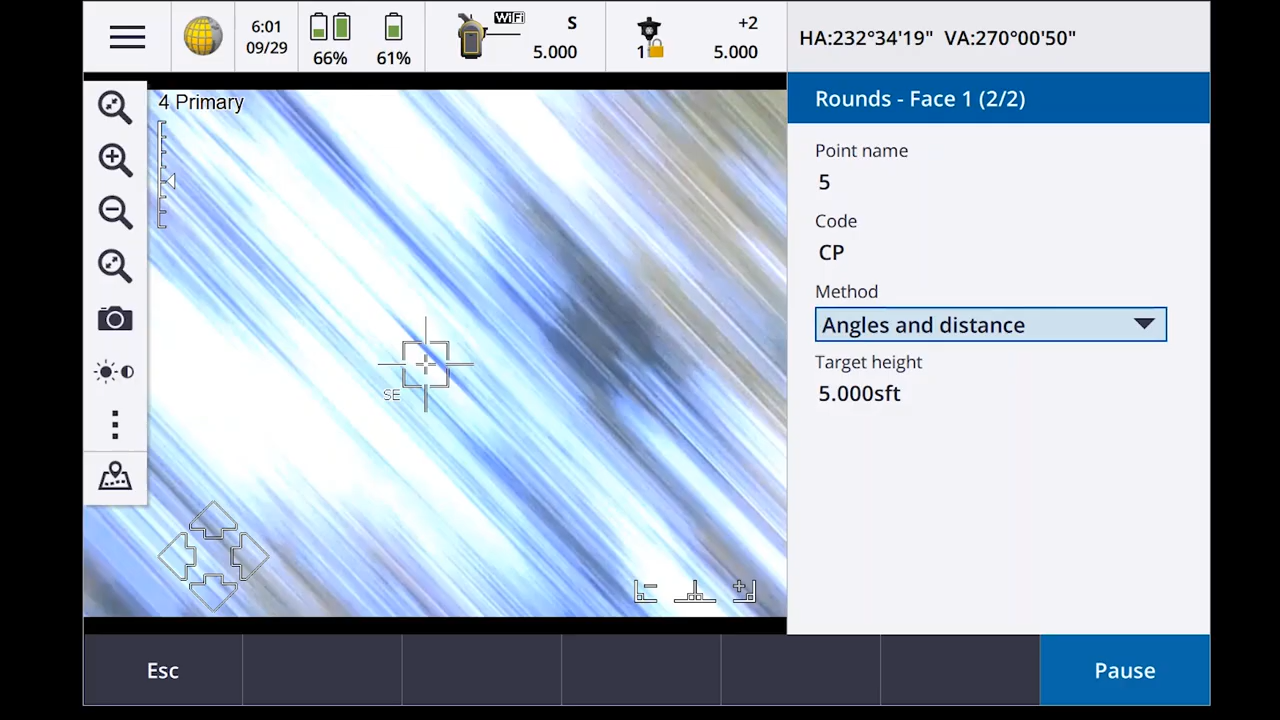 6:01
09/29
66%
61%
WiFi
S
5.000
1
+2
5.000
HA:232°34'19" VA:270°00'50"
4 Primary
SE
Rounds - Face 1 (2/2)
Point name
5
Code
CP
Method
Angles and distance
Target height
5.000sft
Esc
Pause